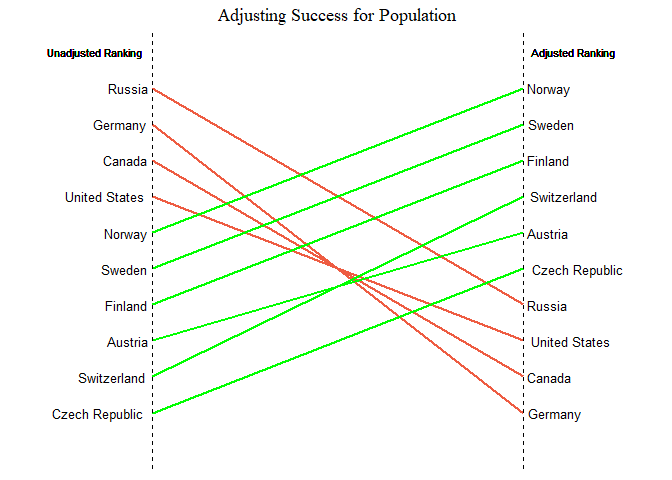 Adjusting Success for Population
Unadjusted Ranking
Adjusted Ranking
Russia
Norway
Germany
Sweden
Canada
Finland
United States
Switzerland
Norway
Austria
Sweden
Czech Republic
Finland
Russia
Austria
United States
Switzerland
Canada
Czech Republic
Germany